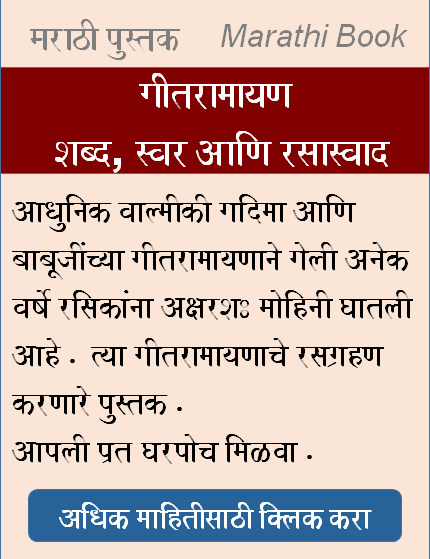 मराठी पुस्तक Marathi Book
गीतरामायण
शब्द, स्वर आणि रसास्वाद
आधुनिक वाल्मीकी गदिमा आणि
बाबूजींच्या गीतरामायणाने गेली अनेक
वर्षे रसिकांना अक्षरशः मोहिनी घातली
आहे . त्या गीतरामायणाचे रसग्रहण
करणारे पुस्तक .
आपली प्रत घरपोच मिळवा .
अधिक माहितीसाठी क्लिक करा